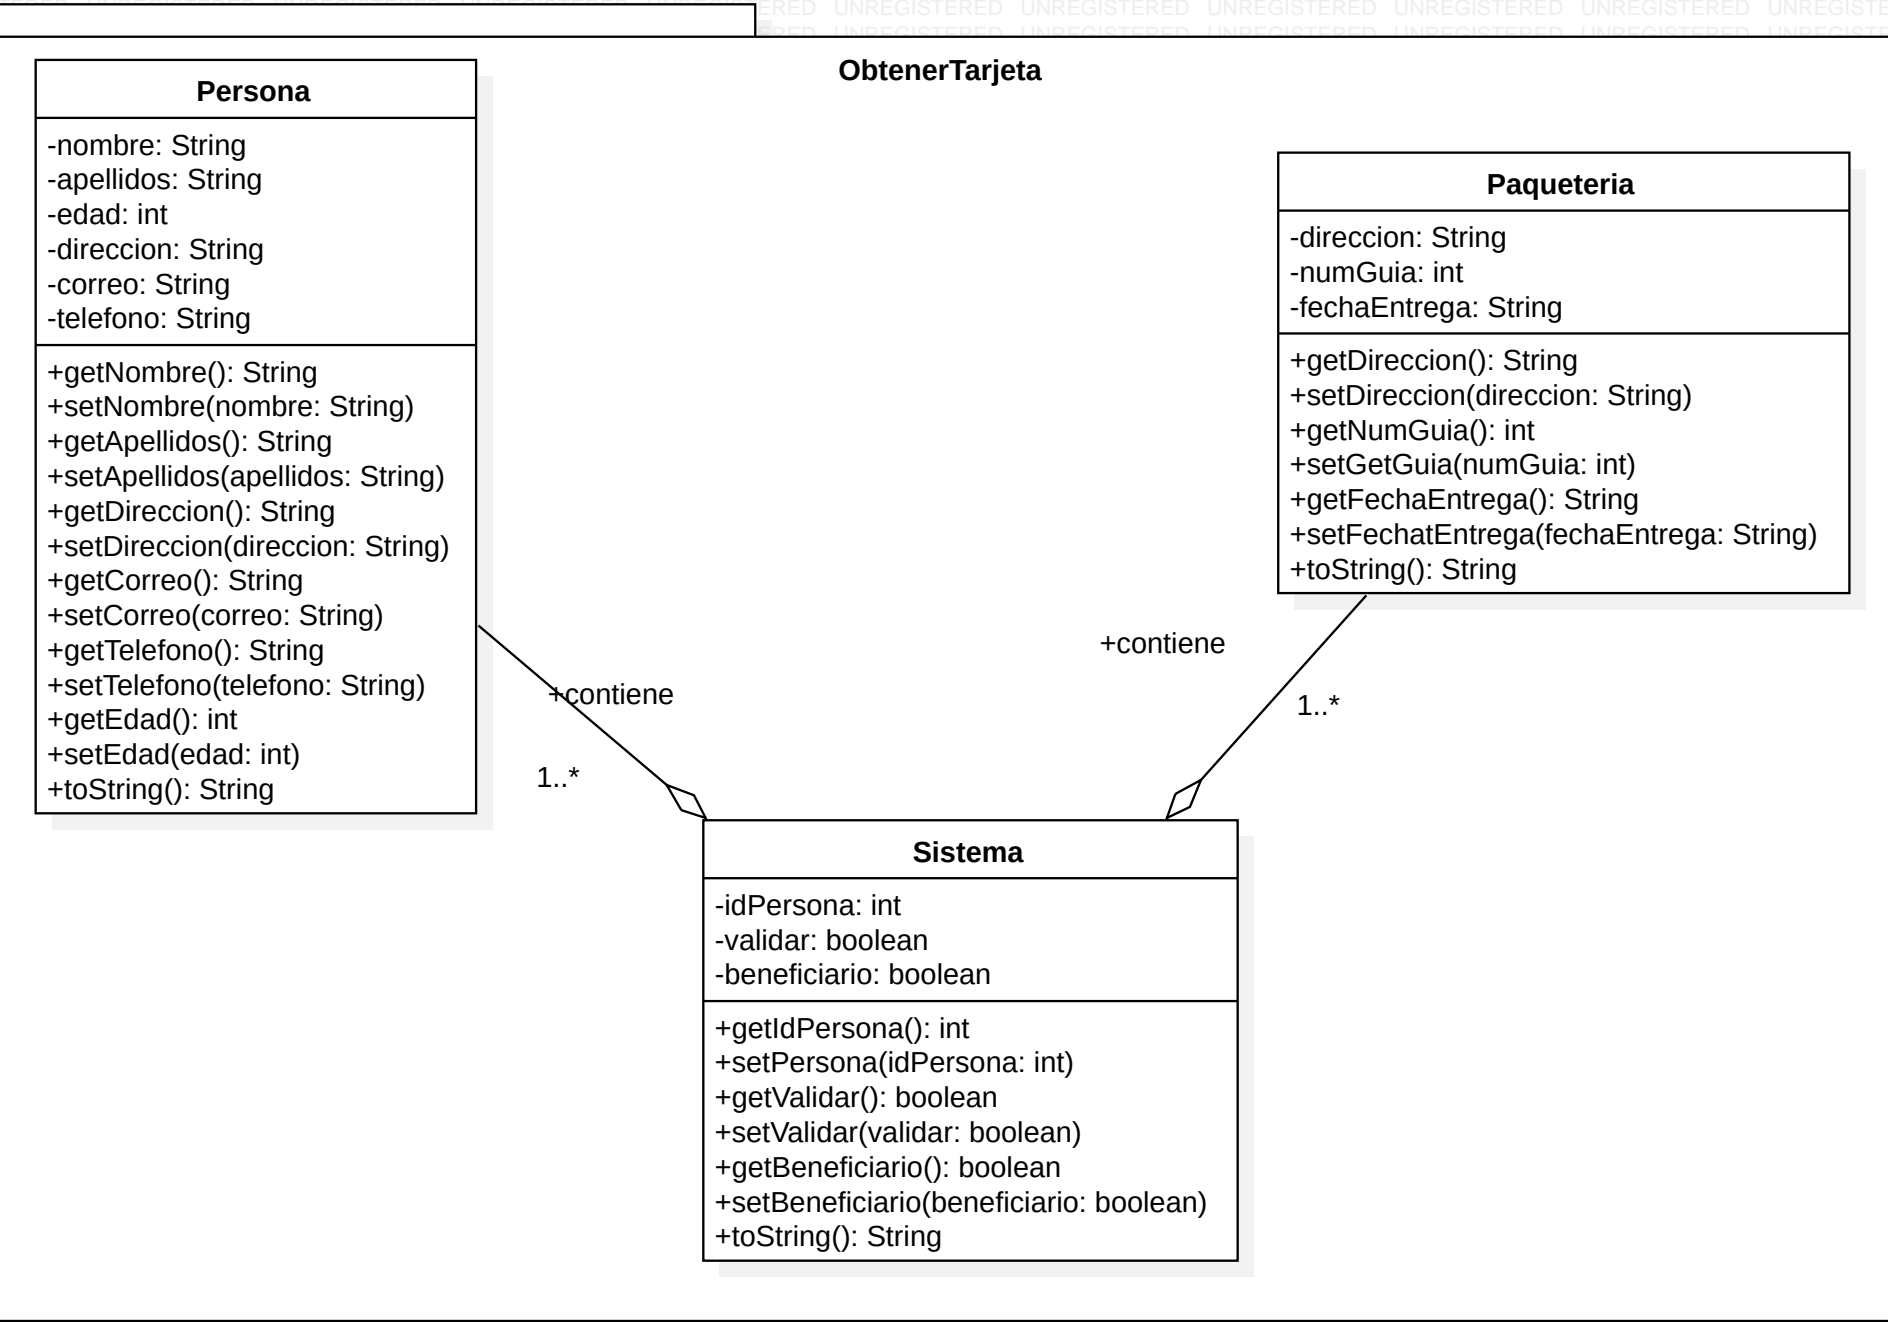 UNREGISTERED UNREGISTERED UNREGISTERED UNREGISTERED UNREGISTERED
ObtenerTarjeta
Persona
-nombre: String
-apellidos: String
-edad: int
-direccion: String
-correo: String
-telefono: String
+getNombre(): String
+setNombre(nombre: String)
+getApellidos(): String
+setApellidos(apellidos: String)
+getDireccion(): String
+setDireccion(direccion: String)
+getCorreo(): String
+setCorreo(correo: String)
+getTelefono(): String
+setTelefono(telefono: String)
+getEdad(): int
+setEdad(edad: int)
+toString(): String
Paqueteria
-direccion: String
-numGuia: int
-fechaEntrega: String
+getDireccion(): String
+setDireccion(direccion: String)
+getNumGuia(): int
+setGetGuia(numGuia: int)
+getFechaEntrega(): String
+setFechatEntrega(fechaEntrega: String)
+toString(): String
+contiene
1..*
+contiene
1..*
Sistema
-idPersona: int
-validar: boolean
-beneficiario: boolean
+getIdPersona(): int
+setPersona(idPersona: int)
+getValidar(): boolean
+setValidar(validar: boolean)
+getBeneficiario(): boolean
+setBeneficiario(beneficiario: boolean)
+toString(): String